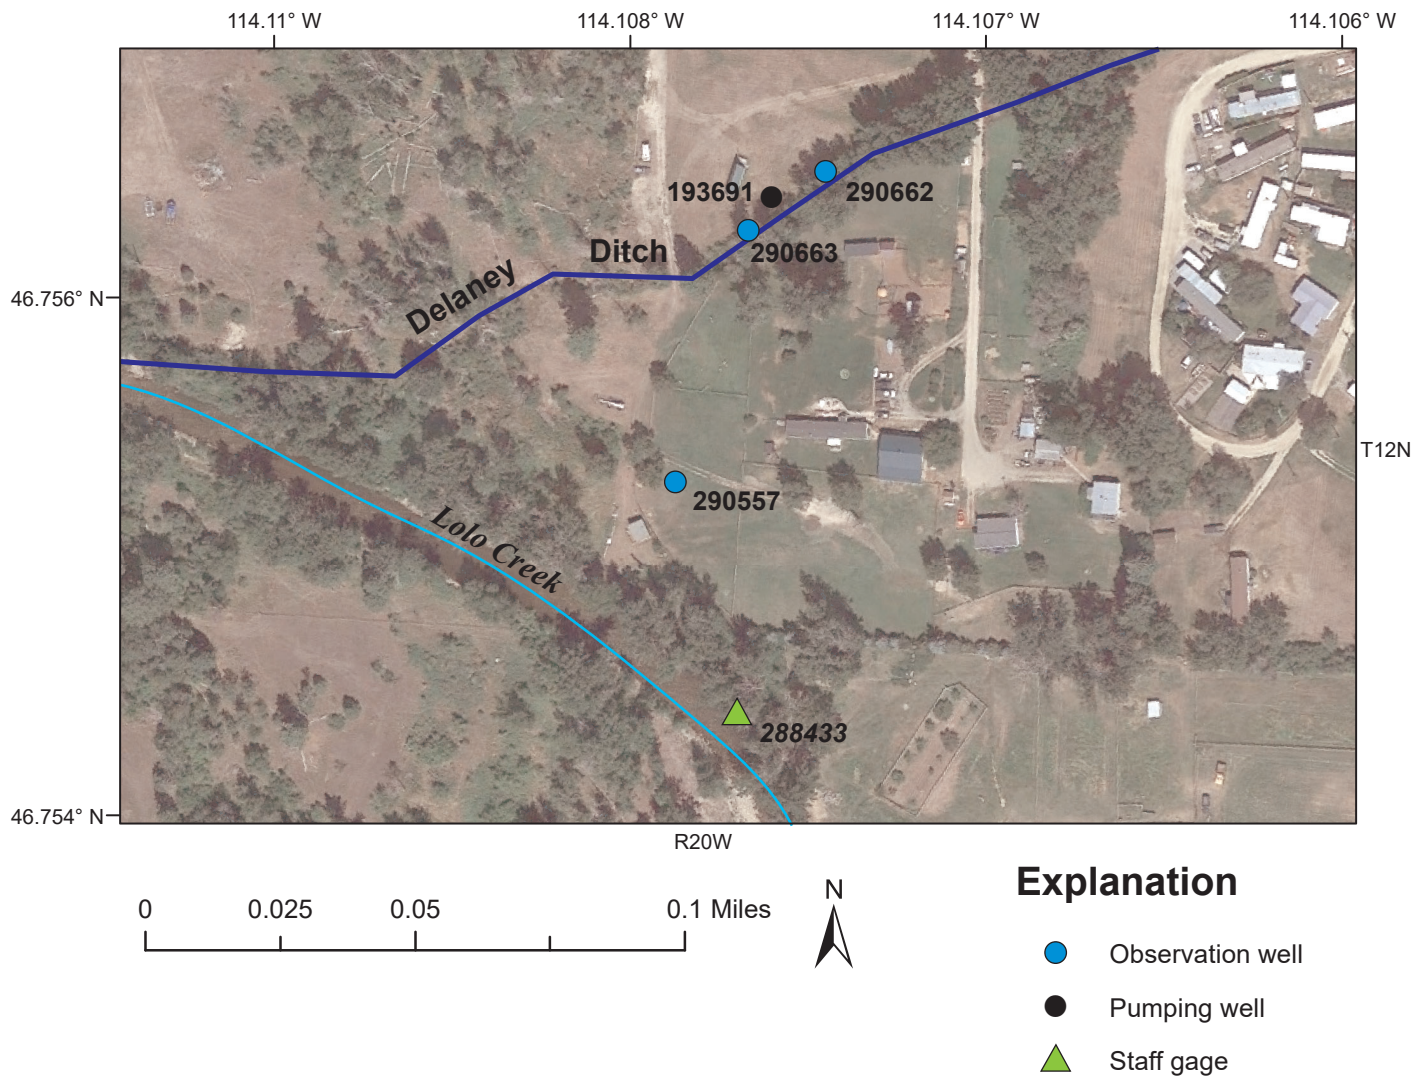 114.11° W
114.108° W
114.107° W
114.106° W
193691
290662
290663
Ditch
Delaney
46.756° N
T12N
290557
Lolo Creek
288433
46.754° N
R20W
Explanation
N
0 0.025 0.05 0.1 Miles
Observation well
Pumping well
Staff gage